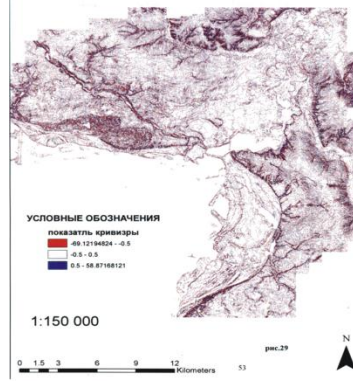 УСЛОВНЫЕ ОБОЗНАЧЕНИЯ
показатль кривизры
-69.12194824 - -0.5
-0.5 - 0.5
0.5 - 58.87168121
1:150 000
рис.29
N
0 1.5 3 6 9 12
Kilometers
53